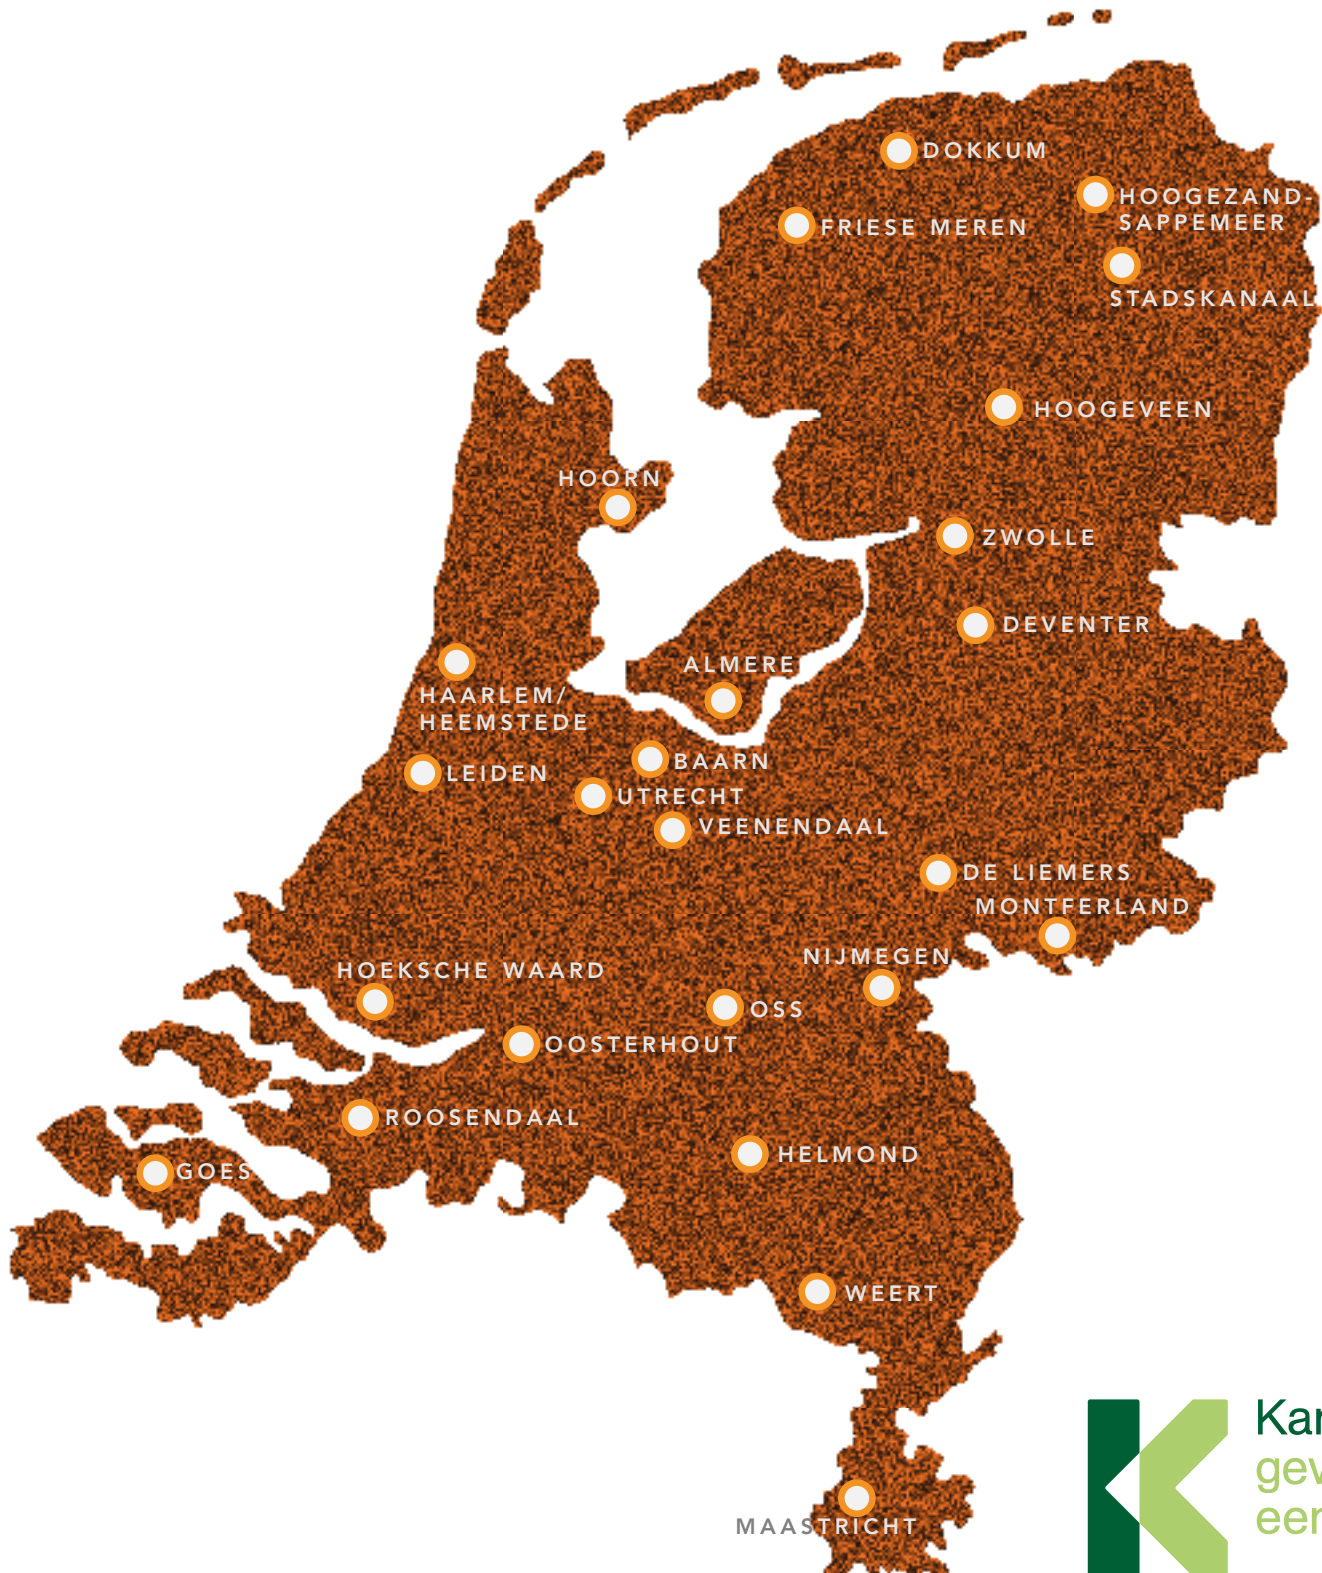 DOKKUM
HOOGEZAND-
SAPPEMEER
FRIESE MEREN
STADSKANAAL
HOOGEVEEN
HOORN
ZWOLLE
DEVENTER
ALMERE
HAARLEM/
HEEMSTEDE
BAARN
LEIDEN
UTRECHT
VEENENDAAL
DE LIEMERS
MONTFERLAND
NIJMEGEN
HOEKSCHE WAARD
OSS
OOSTERHOUT
ROOSENDAAL
HELMOND
GOES
WEERT
MAASTRICHT